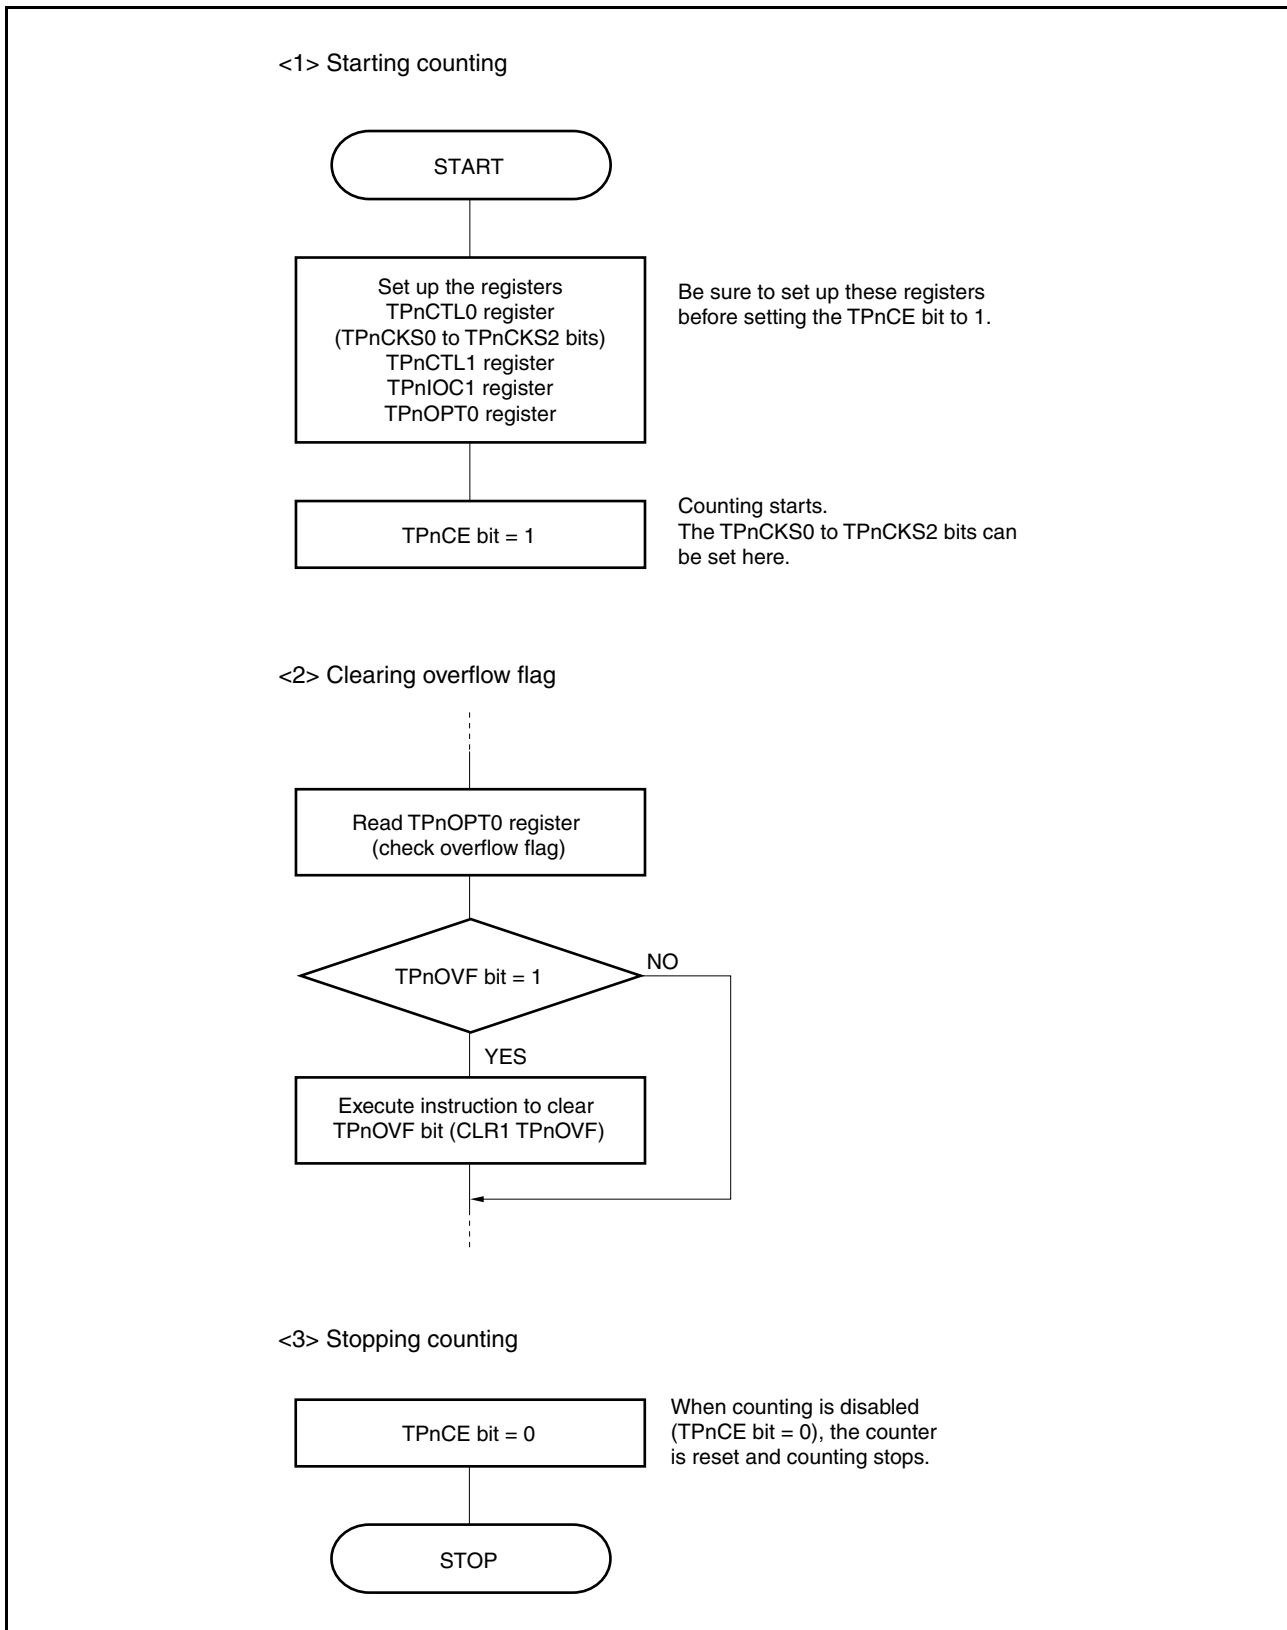 <1> Starting counting
START
Set up the registers
TPnCTL0 register
(TPnCKS0 to TPnCKS2 bits)
TPnCTL1 register
TPnIOC1 register
TPnOPT0 register
Be sure to set up these registers
before setting the TPnCE bit to 1.
TPnCE bit = 1
Counting starts.
The TPnCKS0 to TPnCKS2 bits can
be set here.
<2> Clearing overflow flag
Read TPnOPT0 register
(check overflow flag)
TPnOVF bit = 1
NO
YES
Execute instruction to clear
TPnOVF bit (CLR1 TPnOVF)
<3> Stopping counting
TPnCE bit = 0
When counting is disabled
(TPnCE bit = 0), the counter
is reset and counting stops.
STOP